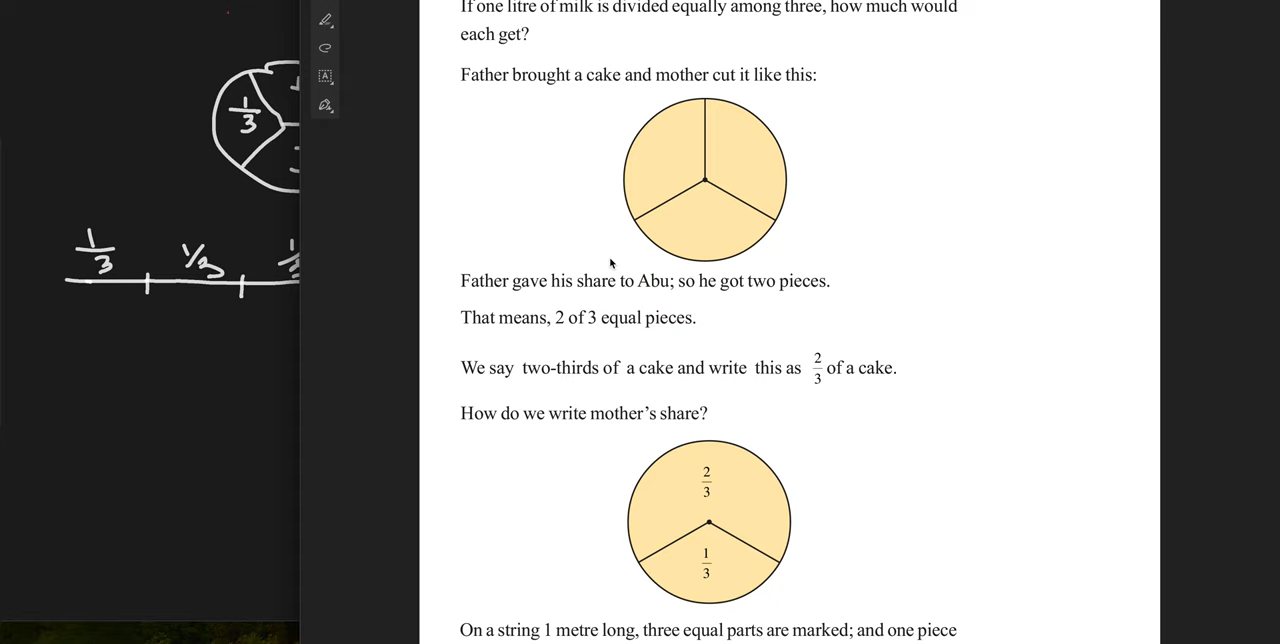 If one litre of milk is divided equally among three, how much would
each get?
Father brought a cake and mother cut it like this:
Father gave his share to Abu; so he got two pieces.
That means, 2 of 3 equal pieces.
We say two-thirds of a cake and write this as 2/3 of a cake.
How do we write mother's share?
2/3
1/3
On a string 1 metre long, three equal parts are marked; and one piece
1/3
1/3 1/3